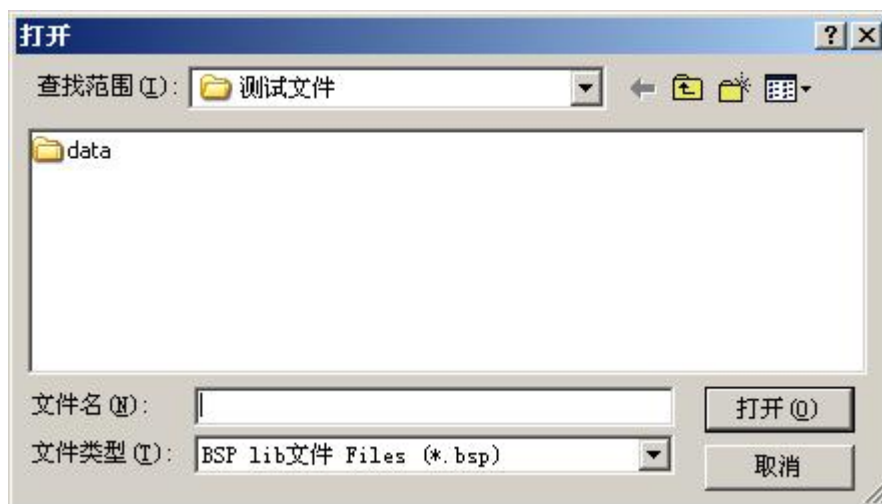 打开
查找范围(I): 测试文件
data
文件名(N):
打开(O)
文件类型(T): BSP lib文件 Files (*.bsp)
取消